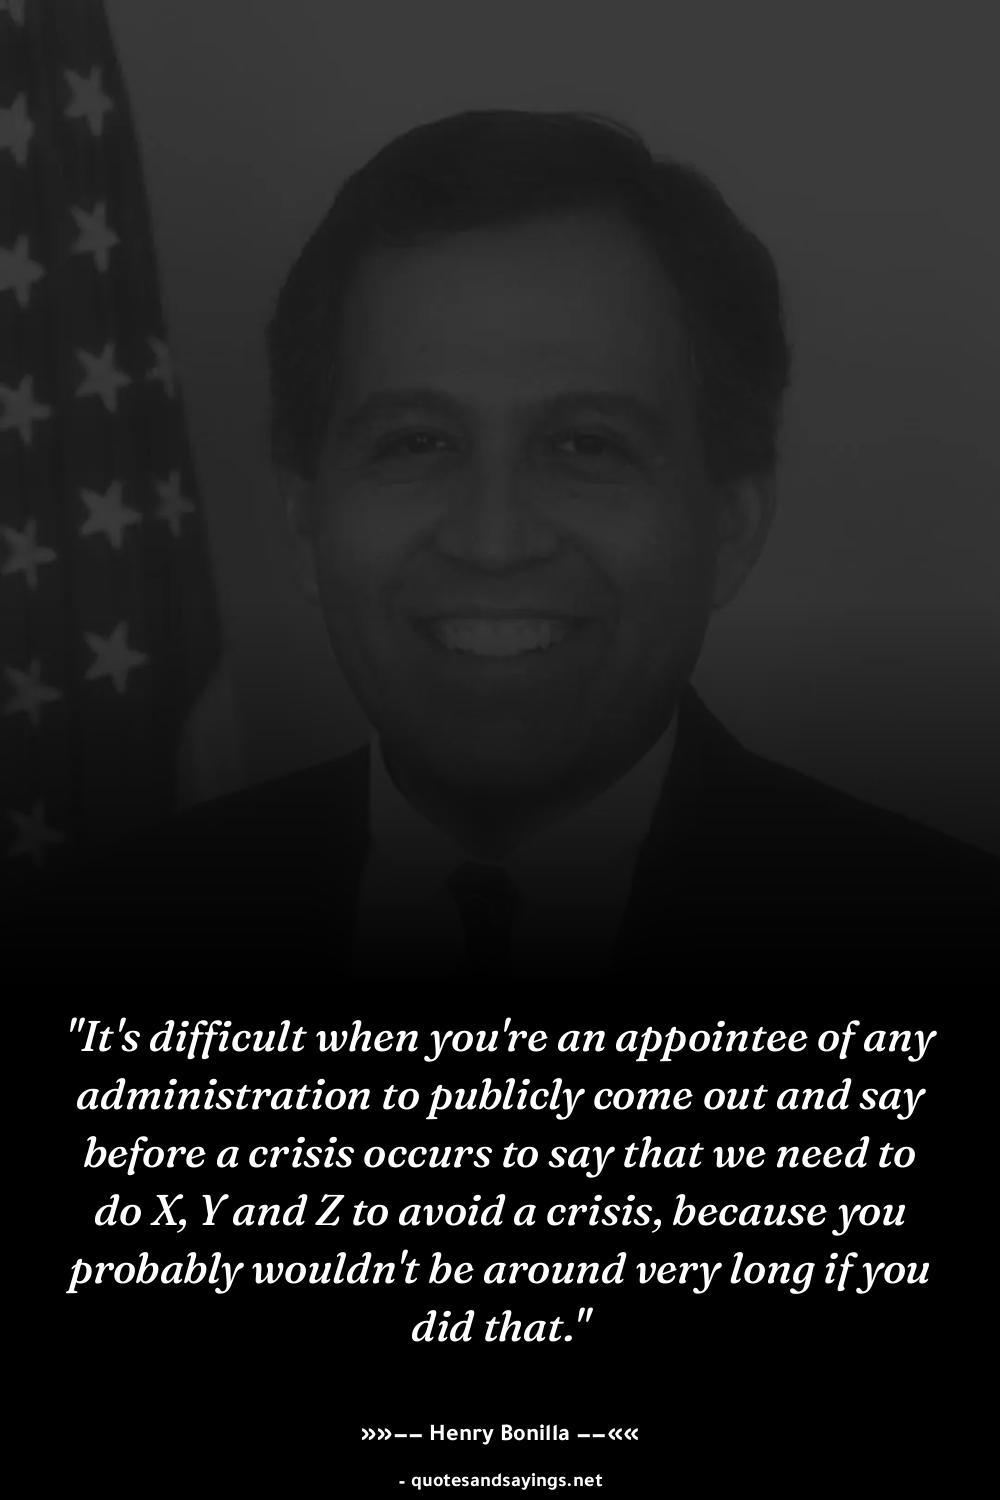 "It's difficult when you're an appointee of any
administration to publicly come out and say
before a crisis occurs to say that we need to
do X, Y and Z to avoid a crisis, because you
probably wouldn't be around very long if you
did that."
»»−− Henry Bonilla −−««
- quotesandsayings.net